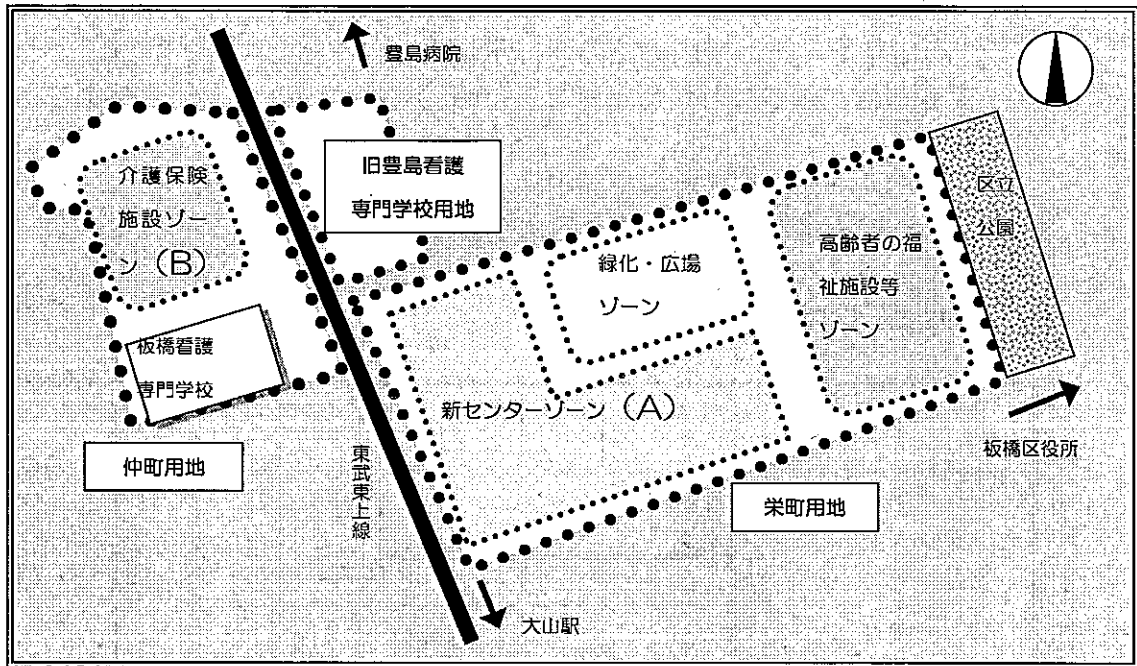 豊島病院
旧豊島看護
専門学校用地
介護保険
施設ゾー
ン（B）
板橋看護
専門学校
仲町用地
東武東上線
緑化・広場
ゾーン
新センターゾーン（A）
高齢者の福
祉施設等
ゾーン
区立
公園
板橋区役所
栄町用地
大山駅